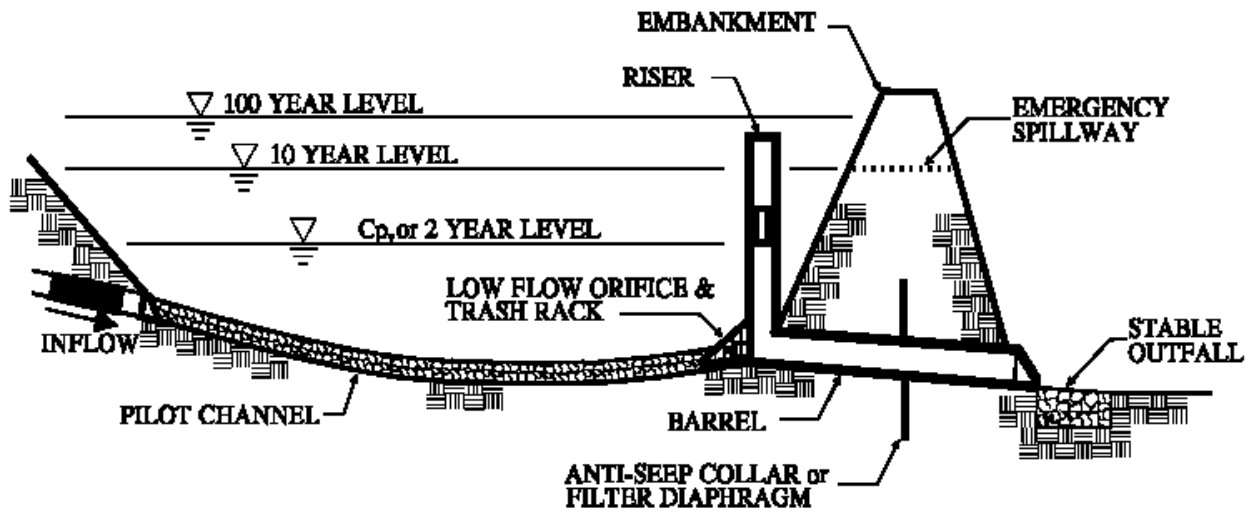 EMBANKMENT
RISER
100 YEAR LEVEL
EMERGENCY
SPILLWAY
10 YEAR LEVEL
Cpv or 2 YEAR LEVEL
LOW FLOW ORIFICE &
TRASH RACK
STABLE
OUTFALL
INFLOW
PILOT CHANNEL
BARREL
ANTI-SEEP COLLAR or
FILTER DIAPHRAGM